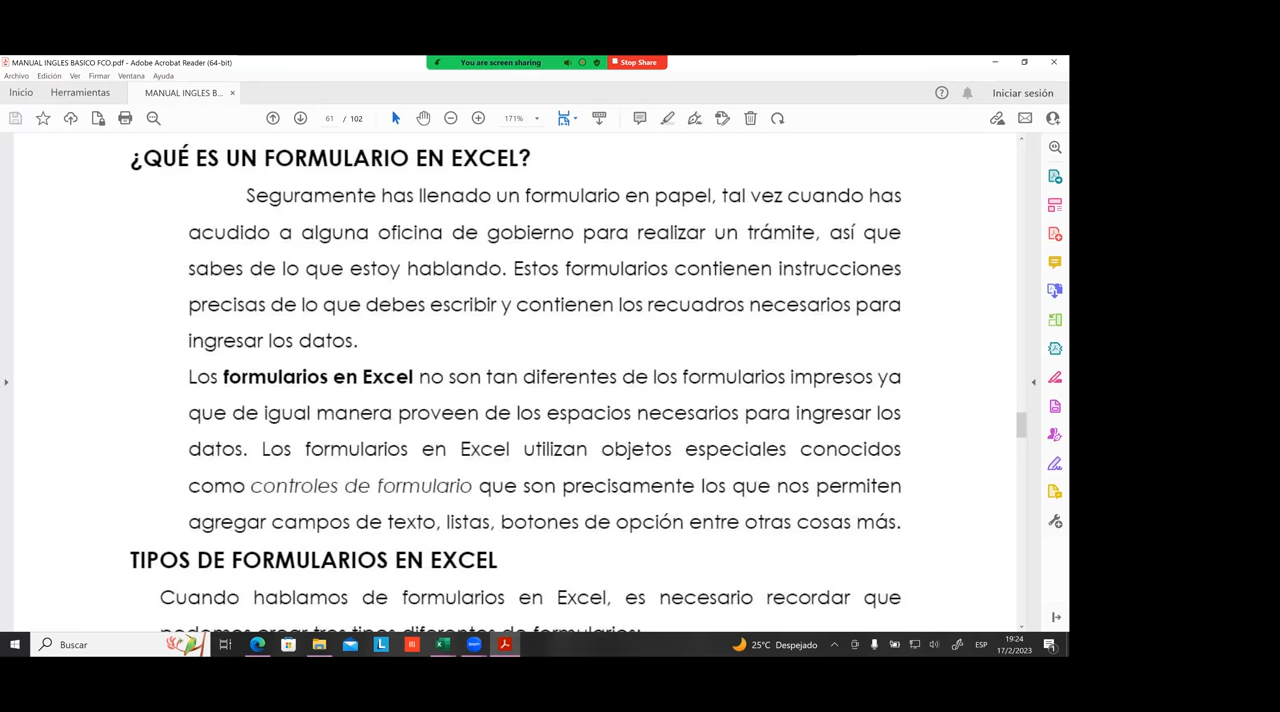 MANUAL INGLES BASICO FCO.pdf - Adobe Acrobat Reader (64-bit)
You are screen sharing
Stop Share
Archivo Edición Ver Firmar Ventana Ayuda
Inicio Herramientas MANUAL INGLES B... × Iniciar sesión
61 / 102 171%
¿QUÉ ES UN FORMULARIO EN EXCEL?
Seguramente has llenado un formulario en papel, tal vez cuando has
acudido a alguna oficina de gobierno para realizar un trámite, así que
sabes de lo que estoy hablando. Estos formularios contienen instrucciones
precisas de lo que debes escribir y contienen los recuadros necesarios para
ingresar los datos.
Los formularios en Excel no son tan diferentes de los formularios impresos ya
que de igual manera proveen de los espacios necesarios para ingresar los
datos. Los formularios en Excel utilizan objetos especiales conocidos
como controles de formulario que son precisamente los que nos permiten
agregar campos de texto, listas, botones de opción entre otras cosas más.
TIPOS DE FORMULARIOS EN EXCEL
Cuando hablamos de formularios en Excel, es necesario recordar que
podemos crear tres tipos diferentes de formularios:
Buscar 25°C Despejado ESP 19:24
17/2/2023